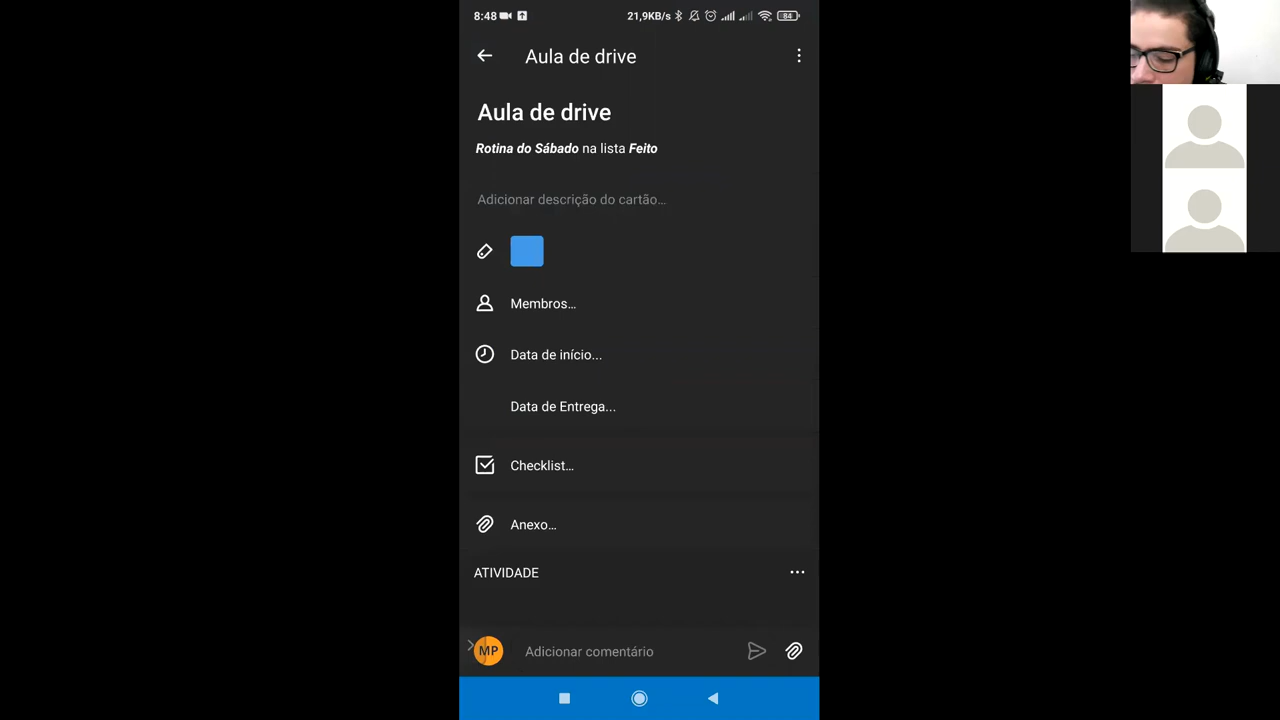 8:48
21,9KB/s
84
Aula de drive
Aula de drive
Rotina do Sábado na lista Feito
Adicionar descrição do cartão...
Membros...
Data de início...
Data de Entrega...
Checklist...
Anexo...
ATIVIDADE
MP
Adicionar comentário